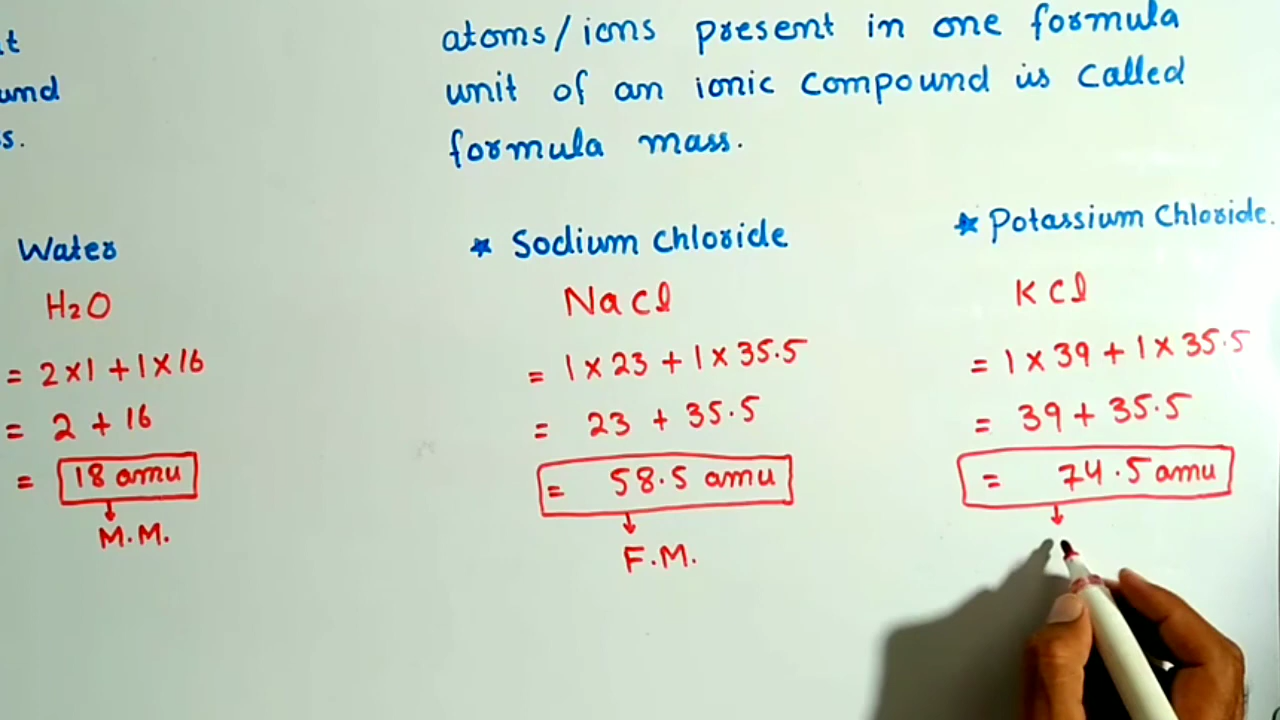 atoms/ions present in one formula
unit of an ionic compound is called
formula mass.
Water
H₂O
= 2×1 + 1×16
= 2 + 16
= 18 amu
M.M.
★ Sodium Chloride
NaCl
= 1 × 23 + 1 × 35.5
= 23 + 35.5
= 58.5 amu
F.M.
★ Potassium Chloride.
KCl
= 1 × 39 + 1 × 35.5
= 39 + 35.5
= 74.5 amu